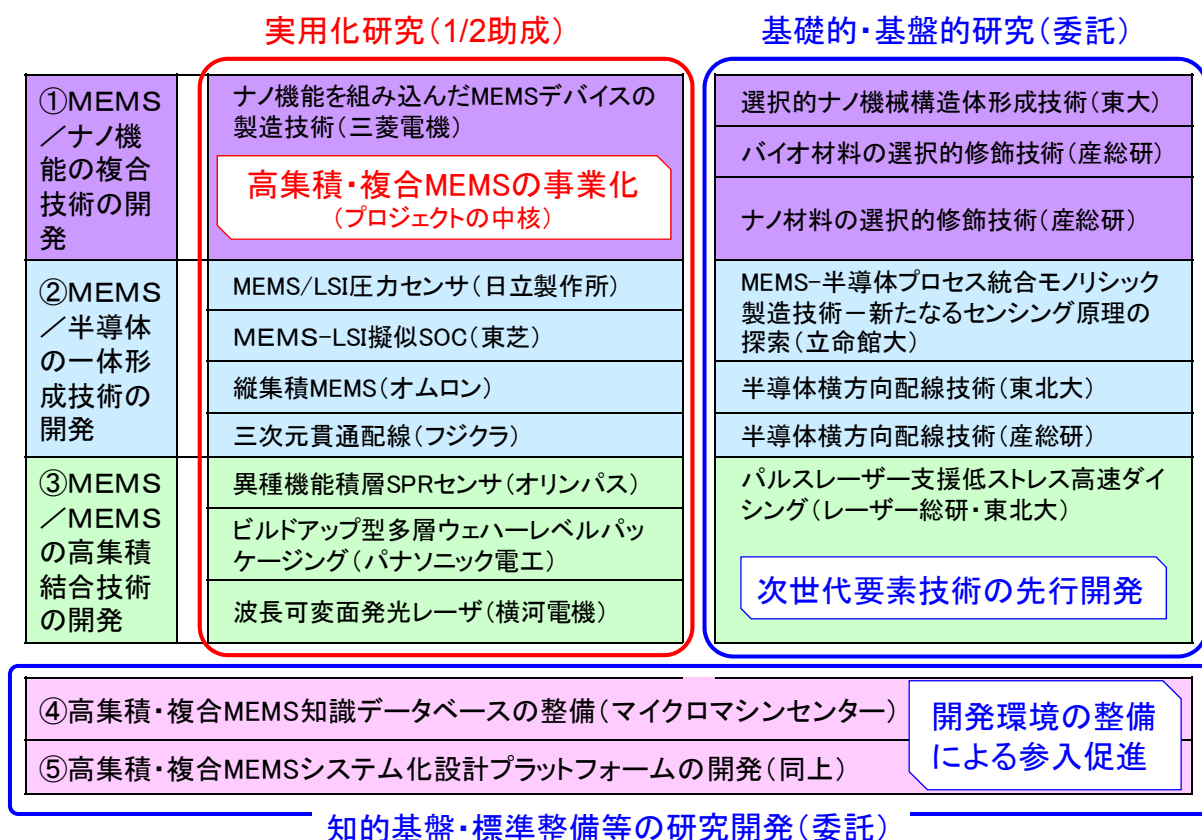 実用化研究(1/2助成)
基礎的・基盤的研究(委託)
①MEMS
／ナノ機
能の複合
技術の開
発
ナノ機能を組み込んだMEMSデバイスの
製造技術(三菱電機)
高集積・複合MEMSの事業化
(プロジェクトの中核)
選択的ナノ機械構造体形成技術(東大)
バイオ材料の選択的修飾技術(産総研)
ナノ材料の選択的修飾技術(産総研)
②MEMS
／半導体
の一体形
成技術の
開発
MEMS/LSI圧力センサ(日立製作所)
MEMS-LSI擬似SOC(東芝)
縦集積MEMS(オムロン)
三次元貫通配線(フジクラ)
MEMS-半導体プロセス統合モノリシック
製造技術－新たなるセンシング原理の
探索(立命館大)
半導体横方向配線技術(東北大)
半導体横方向配線技術(産総研)
③MEMS
／MEMS
の高集積
結合技術
の開発
異種機能積層SPRセンサ(オリンパス)
ビルドアップ型多層ウェハーレベルパッ
ケージング(パナソニック電工)
波長可変面発光レーザ(横河電機)
パルスレーザー支援低ストレス高速ダイ
シング(レーザー総研・東北大)
次世代要素技術の先行開発
④高集積・複合MEMS知識データベースの整備(マイクロマシンセンター)
⑤高集積・複合MEMSシステム化設計プラットフォームの開発(同上)
開発環境の整備
による参入促進
知的基盤・標準整備等の研究開発(委託)